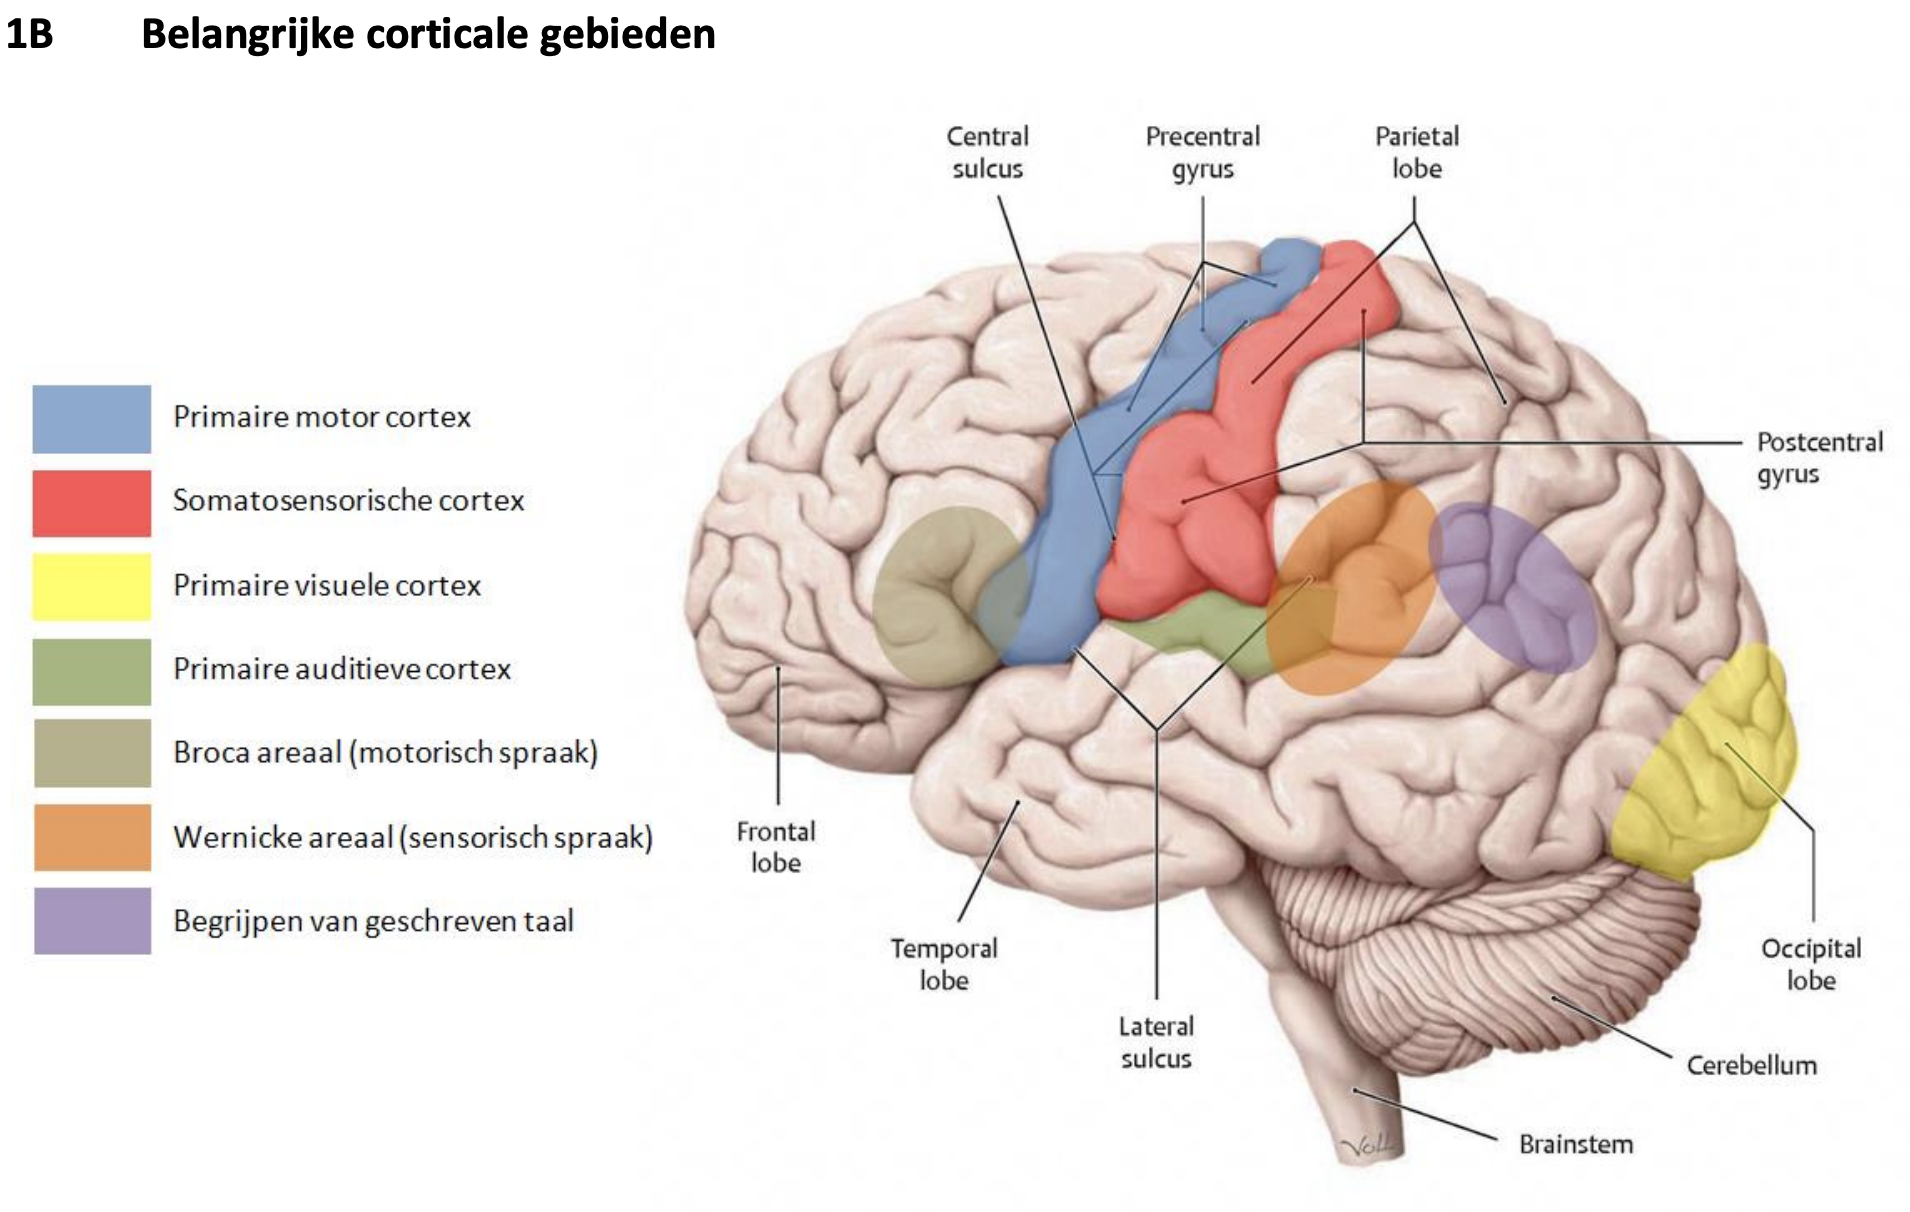 1B Belangrijke corticale gebieden
Central
sulcus
Precentral
gyrus
Parietal
lobe
Primaire motor cortex
Somatosensorische cortex
Primaire visuele cortex
Primaire auditieve cortex
Broca areaal (motorisch spraak)
Wernicke areaal (sensorisch spraak)
Begrijpen van geschreven taal
Postcentral
gyrus
Frontal
lobe
Temporal
lobe
Lateral
sulcus
Occipital
lobe
Cerebellum
Brainstem
Voll